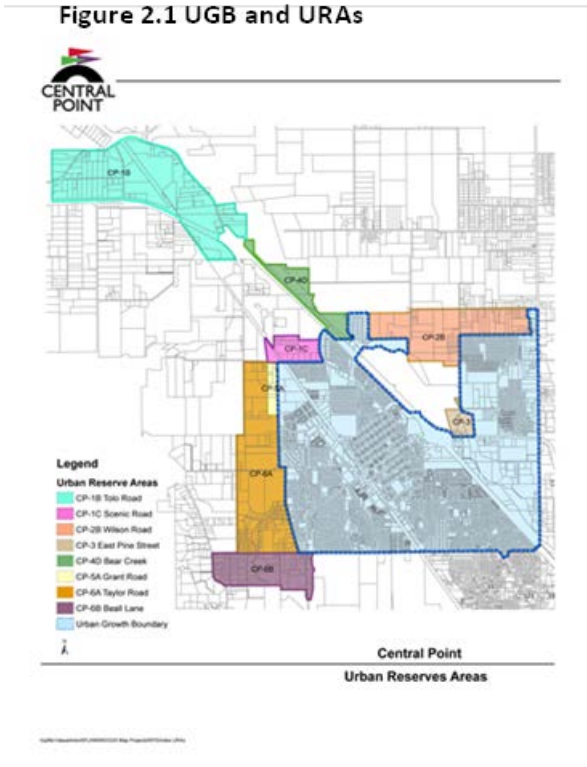 Figure 2.1 UGB and URAs
CENTRAL
POINT
CP-1B
CP-4D
CP-2B
CP-1C
CP-5A
CP-3
CP-6A
CP-6B
Legend
Urban Reserve Areas
CP-1B Tolo Road
CP-1C Scenic Road
CP-2B Wilson Road
CP-3 East Pine Street
CP-4D Bear Creek
CP-5A Grant Road
CP-6A Taylor Road
CP-6B Beall Lane
Urban Growth Boundary
Central Point
Urban Reserves Areas